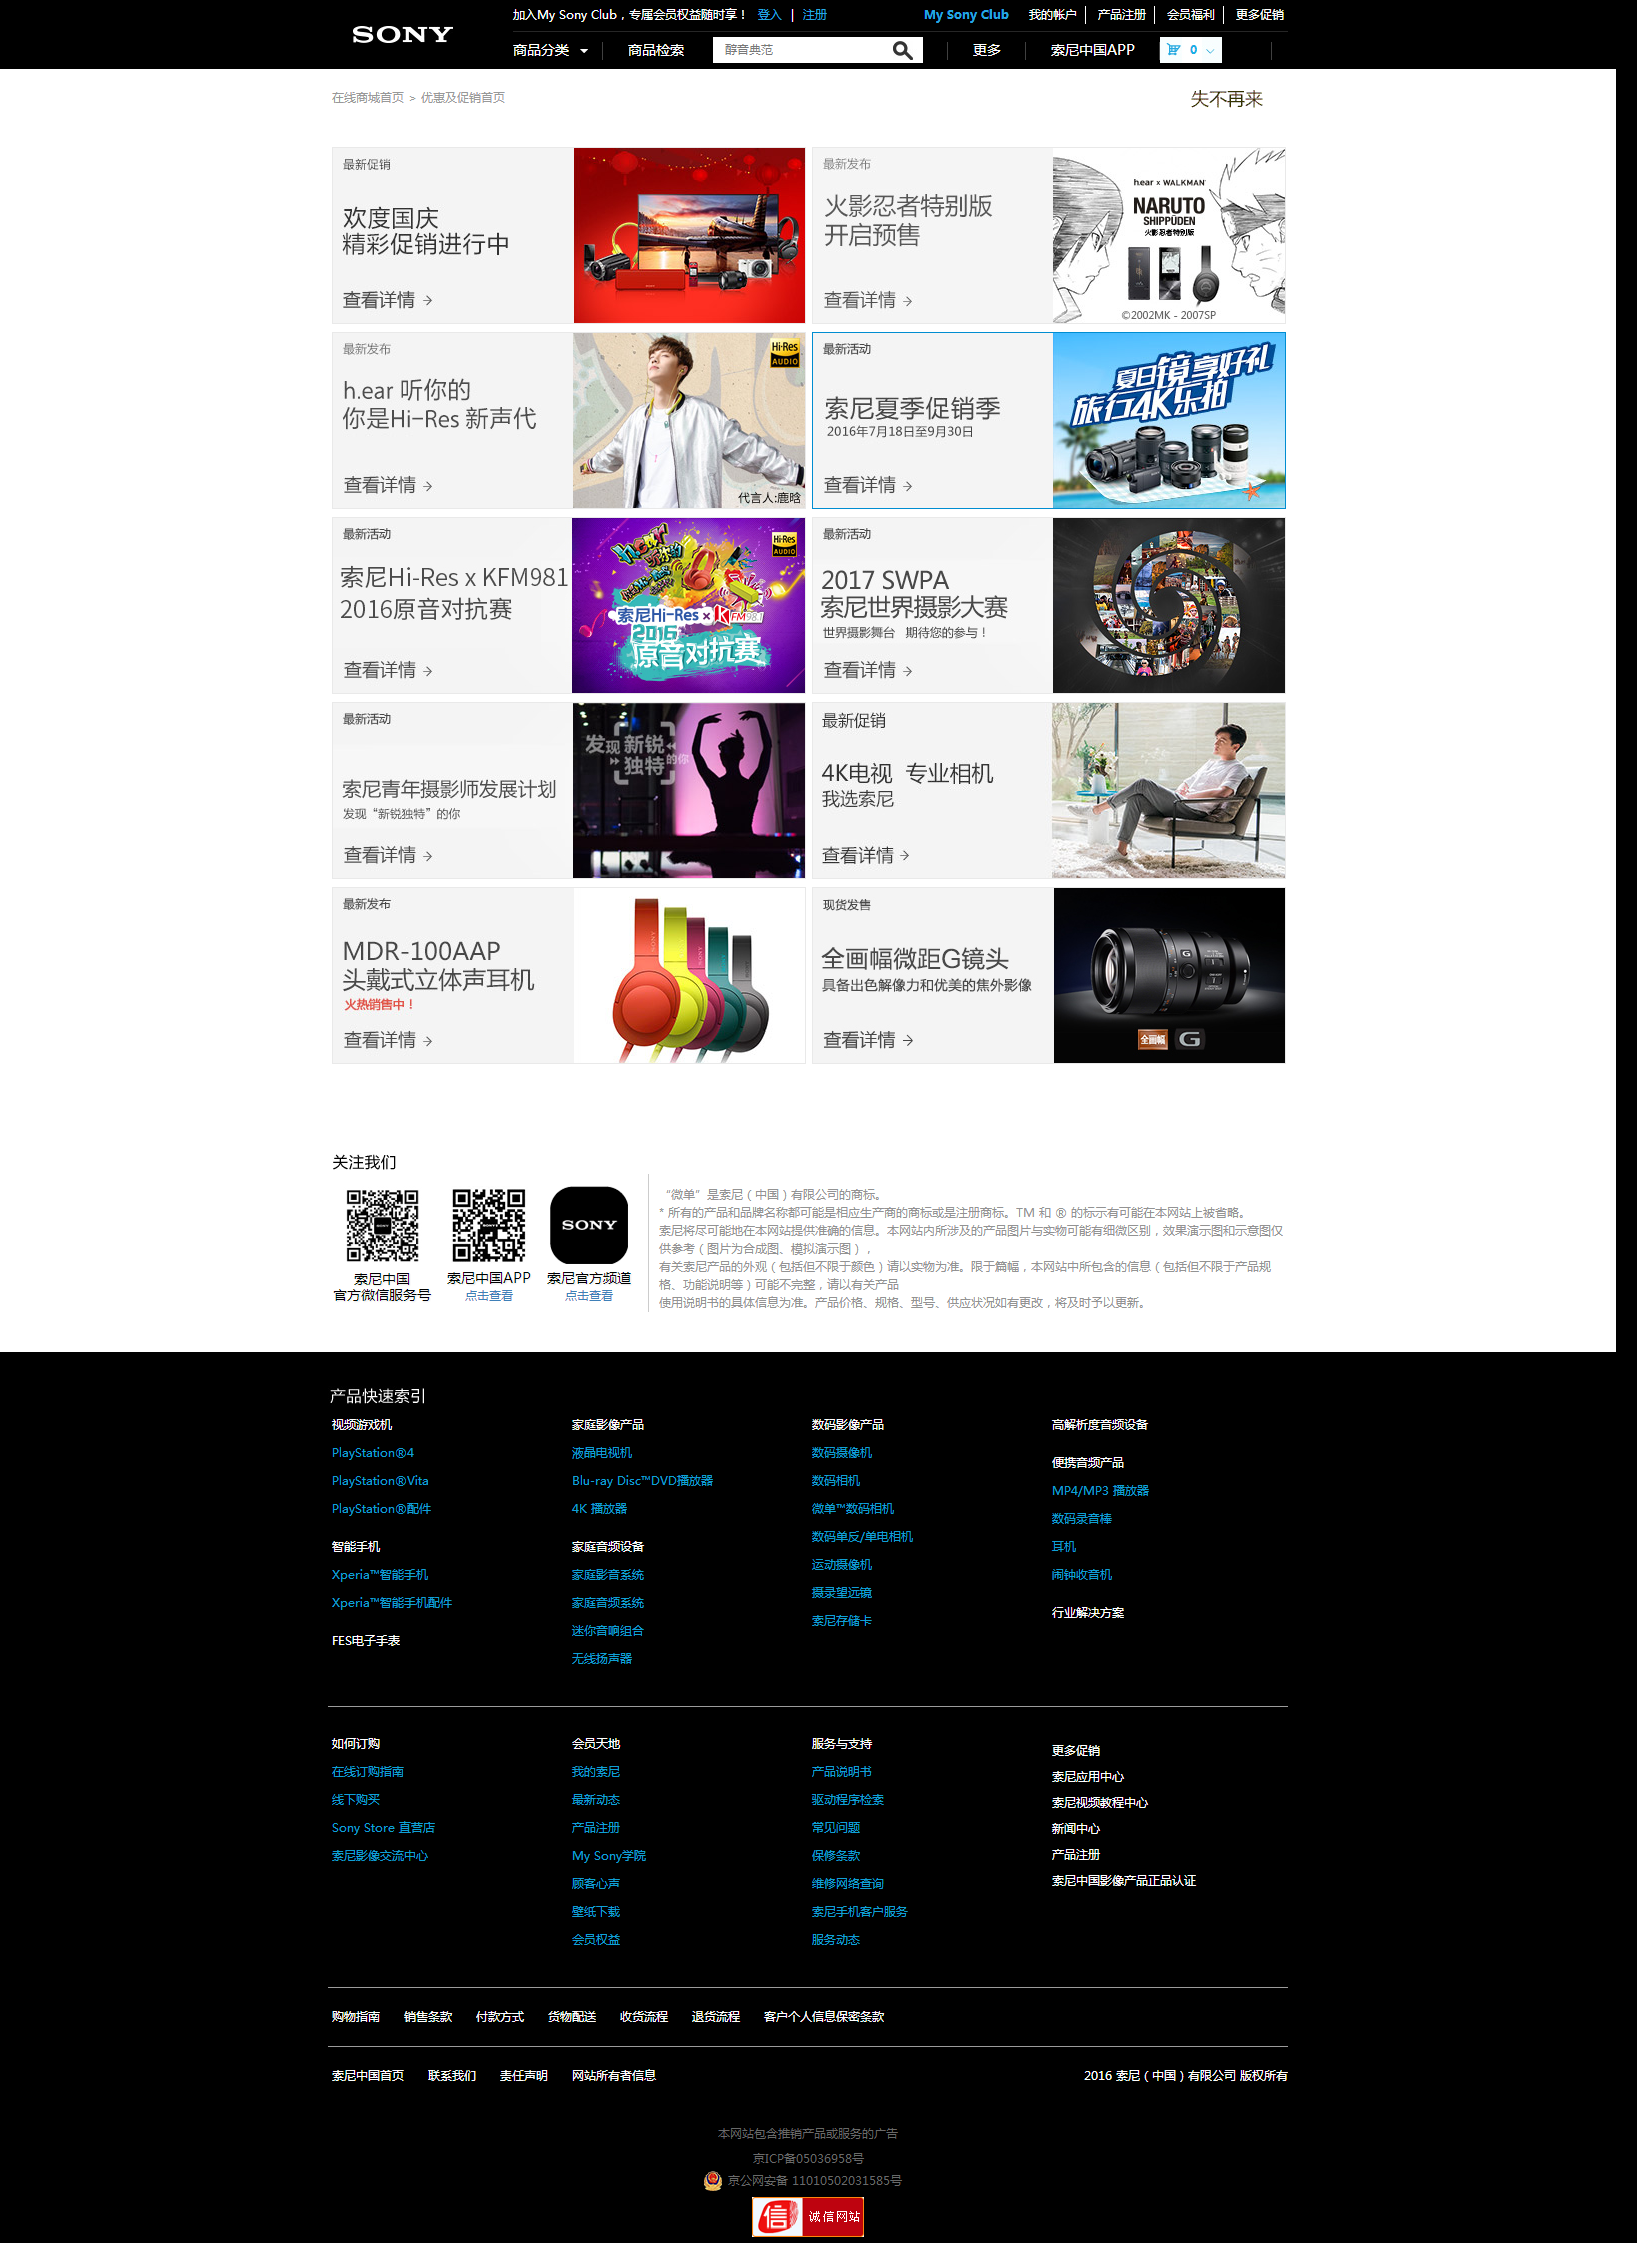 加入My Sony Club，专属会员权益随时享！ 登入 | 注册
My Sony Club 我的帐户 产品注册 会员福利 更多促销
SONY
商品分类 商品检索 醇音典范 更多 索尼中国APP 0
在线商城首页 > 优惠及促销首页
失不再来
最新促销
欢度国庆
精彩促销进行中
查看详情
最新发布
火影忍者特别版
开启预售
查看详情
h.ear x WALKMAN
NARUTO
SHIPPŪDEN
火影忍者特别版
©2002MK - 2007SP
最新发布
h.ear 听你的
你是Hi-Res 新声代
查看详情
Hi-Res
AUDIO
代言人:鹿晗
最新活动
索尼夏季促销季
2016年7月18日至9月30日
查看详情
夏日镜享好礼
旅行4K乐拍
最新活动
索尼Hi-Res x KFM981
2016原音对抗赛
查看详情
Hi-Res
AUDIO
索尼Hi-Res x KFM98.1
2016
原音对抗赛
最新活动
2017 SWPA
索尼世界摄影大赛
世界摄影舞台 期待您的参与！
查看详情
最新活动
索尼青年摄影师发展计划
发现“新锐独特”的你
查看详情
发现新锐
独特的你
最新促销
4K电视 专业相机
我选索尼
查看详情
最新发布
MDR-100AAP
头戴式立体声耳机
火热销售中！
查看详情
SONY
现货发售
全画幅微距G镜头
具备出色解像力和优美的焦外影像
查看详情
G
全画幅 G
关注我们
SONY
索尼中国
官方微信服务号
索尼中国APP
点击查看
索尼官方频道
点击查看
“微单”是索尼（中国）有限公司的商标。
* 所有的产品和品牌名称都可能是相应生产商的商标或是注册商标。TM 和 ® 的标示有可能在本网站上被省略。
索尼将尽可能地在本网站提供准确的信息。本网站内所涉及的产品图片与实物可能有细微区别，效果演示图和示意图仅
供参考（图片为合成图、模拟演示图），
有关索尼产品的外观（包括但不限于颜色）请以实物为准。限于篇幅，本网站中所包含的信息（包括但不限于产品规
格、功能说明等）可能不完整，请以有关产品
使用说明书的具体信息为准。产品价格、规格、型号、供应状况如有更改，将及时予以更新。
产品快速索引
视频游戏机
PlayStation®4
PlayStation®Vita
PlayStation®配件
智能手机
Xperia™智能手机
Xperia™智能手机配件
FES电子手表
家庭影像产品
液晶电视机
Blu-ray Disc™DVD播放器
4K 播放器
家庭音频设备
家庭影音系统
家庭音频系统
迷你音响组合
无线扬声器
数码影像产品
数码摄像机
数码相机
微单™数码相机
数码单反/单电相机
运动摄像机
摄录望远镜
索尼存储卡
高解析度音频设备
便携音频产品
MP4/MP3 播放器
数码录音棒
耳机
闹钟收音机
行业解决方案
如何订购
在线订购指南
线下购买
Sony Store 直营店
索尼影像交流中心
会员天地
我的索尼
最新动态
产品注册
My Sony学院
顾客心声
壁纸下载
会员权益
服务与支持
产品说明书
驱动程序检索
常见问题
保修条款
维修网络查询
索尼手机客户服务
服务动态
更多促销
索尼应用中心
索尼视频教程中心
新闻中心
产品注册
索尼中国影像产品正品认证
购物指南 销售条款 付款方式 货物配送 收货流程 退货流程 客户个人信息保密条款
索尼中国首页 联系我们 责任声明 网站所有者信息
2016 索尼（中国）有限公司 版权所有
本网站包含推销产品或服务的广告
京ICP备05036958号
京公网安备 11010502031585号
信 诚信网站